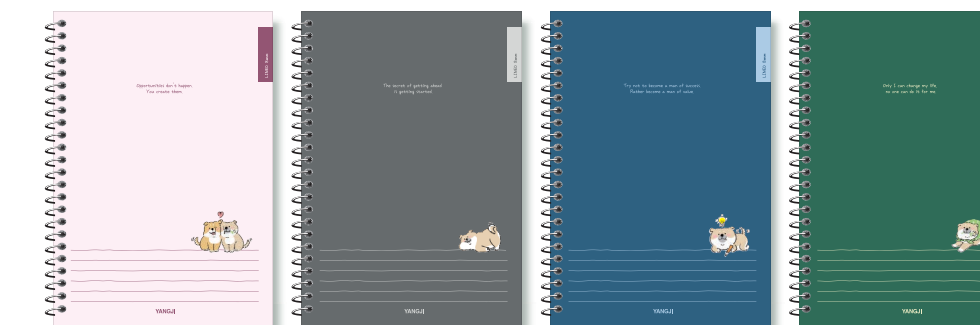 Opportunities don't happen.
You create them.
YANGJI
The secret of getting ahead
is getting started.
YANGJI
Try not to become a man of success.
Rather become a man of value.
YANGJI
Only I can change my life,
no one can do it for me.
YANGJI